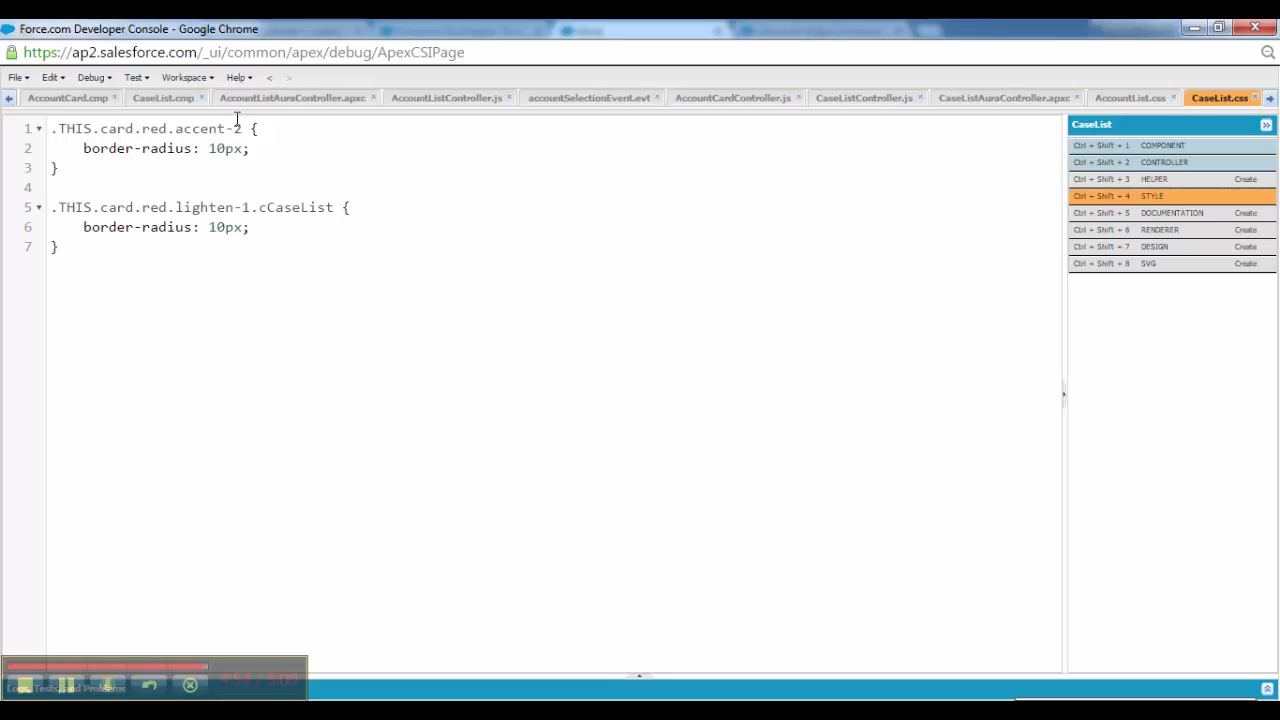 Force.com Developer Console - Google Chrome
https://ap2.salesforce.com/_ui/common/apex/debug/ApexCSIPage
File Edit Debug Test Workspace Help < >
AccountCard.cmp CaseList.cmp AccountListAuraController.apxc AccountListController.js accountSelectionEvent.evt AccountCardController.js CaseListController.js CaseListAuraController.apxc AccountList.css CaseList.css
1 .THIS.card.red.accent-2 {
2 border-radius: 10px;
3 }
4
5 .THIS.card.red.lighten-1.cCaseList {
6 border-radius: 10px;
7 }
CaseList
Ctrl + Shift + 1 COMPONENT
Ctrl + Shift + 2 CONTROLLER
Ctrl + Shift + 3 HELPER Create
Ctrl + Shift + 4 STYLE
Ctrl + Shift + 5 DOCUMENTATION Create
Ctrl + Shift + 6 RENDERER Create
Ctrl + Shift + 7 DESIGN Create
Ctrl + Shift + 8 SVG Create
Logs, Tests, and Problems